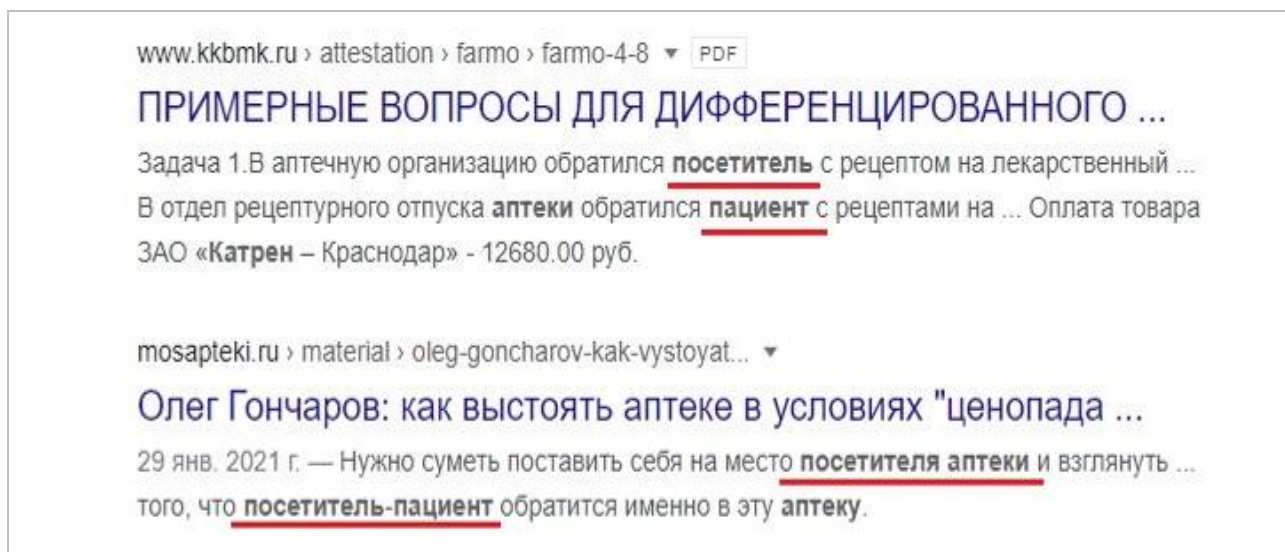 www.kkbmk.ru › attestation › farmo › farmo-4-8 ▼ PDF
ПРИМЕРНЫЕ ВОПРОСЫ ДЛЯ ДИФФЕРЕНЦИРОВАННОГО ...
Задача 1.В аптечную организацию обратился посетитель с рецептом на лекарственный ...
В отдел рецептурного отпуска аптеки обратился пациент с рецептами на ... Оплата товара
ЗАО «Катрен – Краснодар» - 12680.00 руб.
mosapteki.ru › material › oleg-goncharov-kak-vystoyat... ▼
Олег Гончаров: как выстоять аптеке в условиях "ценопада ...
29 янв. 2021 г. — Нужно суметь поставить себя на место посетителя аптеки и взглянуть ...
того, что посетитель-пациент обратится именно в эту аптеку.